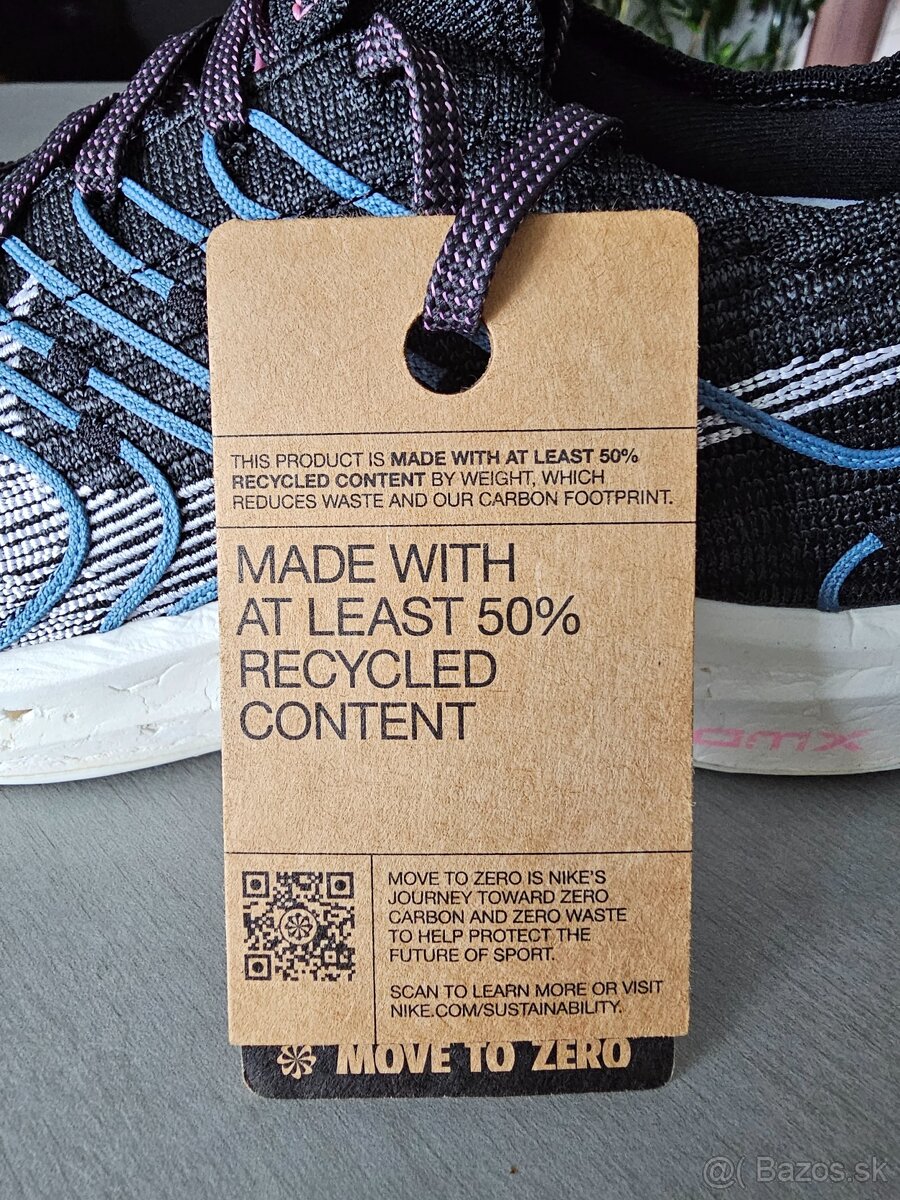 THIS PRODUCT IS MADE WITH AT LEAST 50%
RECYCLED CONTENT BY WEIGHT, WHICH
REDUCES WASTE AND OUR CARBON FOOTPRINT.
MADE WITH
AT LEAST 50%
RECYCLED
CONTENT
MOVE TO ZERO IS NIKE'S
JOURNEY TOWARD ZERO
CARBON AND ZERO WASTE
TO HELP PROTECT THE
FUTURE OF SPORT.
SCAN TO LEARN MORE OR VISIT
NIKE.COM/SUSTAINABILITY.
MOVE TO ZERO
@( Bazos.sk